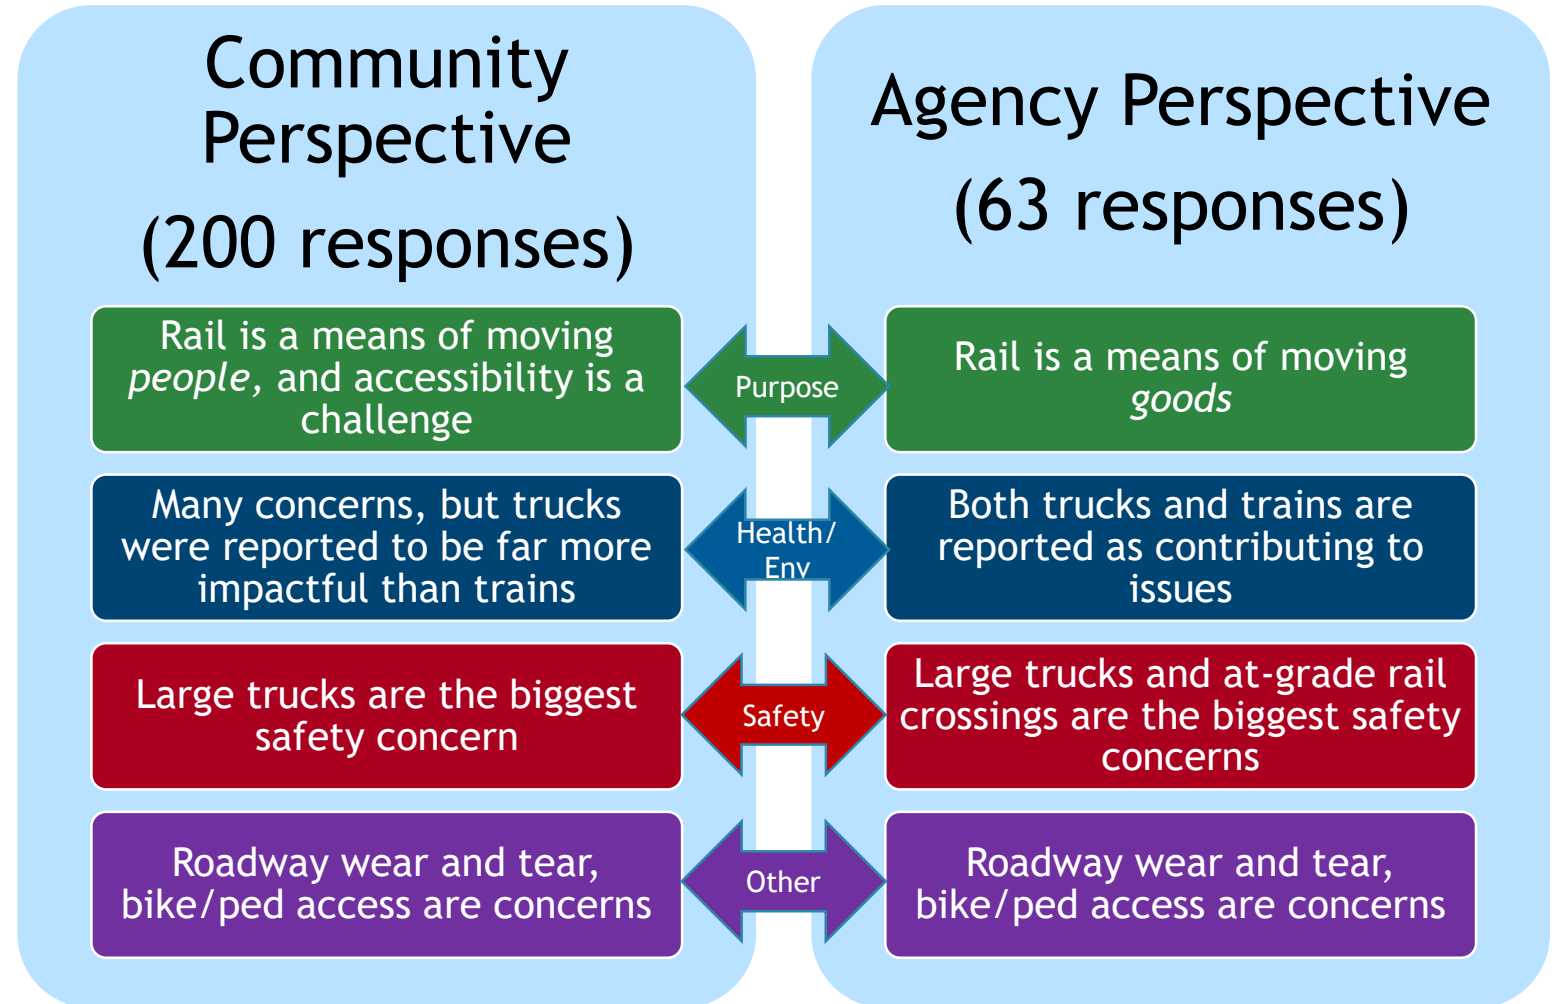 Community
Perspective
(200 responses)
Rail is a means of moving
people, and accessibility is a
challenge
Many concerns, but trucks
were reported to be far more
impactful than trains
Large trucks are the biggest
safety concern
Roadway wear and tear,
bike/ped access are concerns
Purpose
Health/
Env
Safety
Other
Agency Perspective
(63 responses)
Rail is a means of moving
goods
Both trucks and trains are
reported as contributing to
issues
Large trucks and at-grade rail
crossings are the biggest safety
concerns
Roadway wear and tear,
bike/ped access are concerns